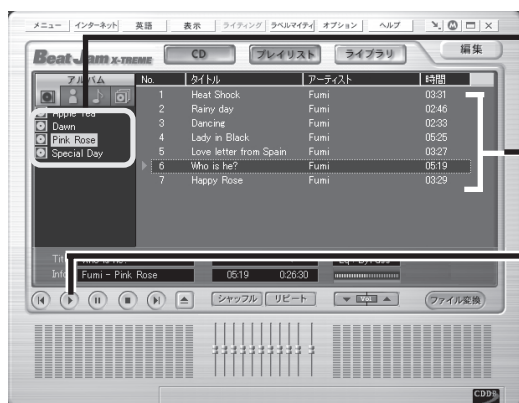 メニュー インターネット 英語 表示 ライティング ラベルマイティ オプション ヘルプ
BeatJam X-TREME CD プレイリスト ライブラリ 編集
アルバム No. タイトル アーティスト 時間
1 Heat Shock Fumi 03:31
Apple Tea 2 Rainy day Fumi 02:46
Dawn 3 Dancing Fumi 02:33
Pink Rose 4 Lady in Black Fumi 05:25
Special Day 5 Love letter from Spain Fumi 03:27
6 Who is he? Fumi 05:19
7 Happy Rose Fumi 03:29
Who is he?
Info Fumi - Pink Rose 05:19 0:26:30
シャッフル リピート Vol ファイル変換
CDDB